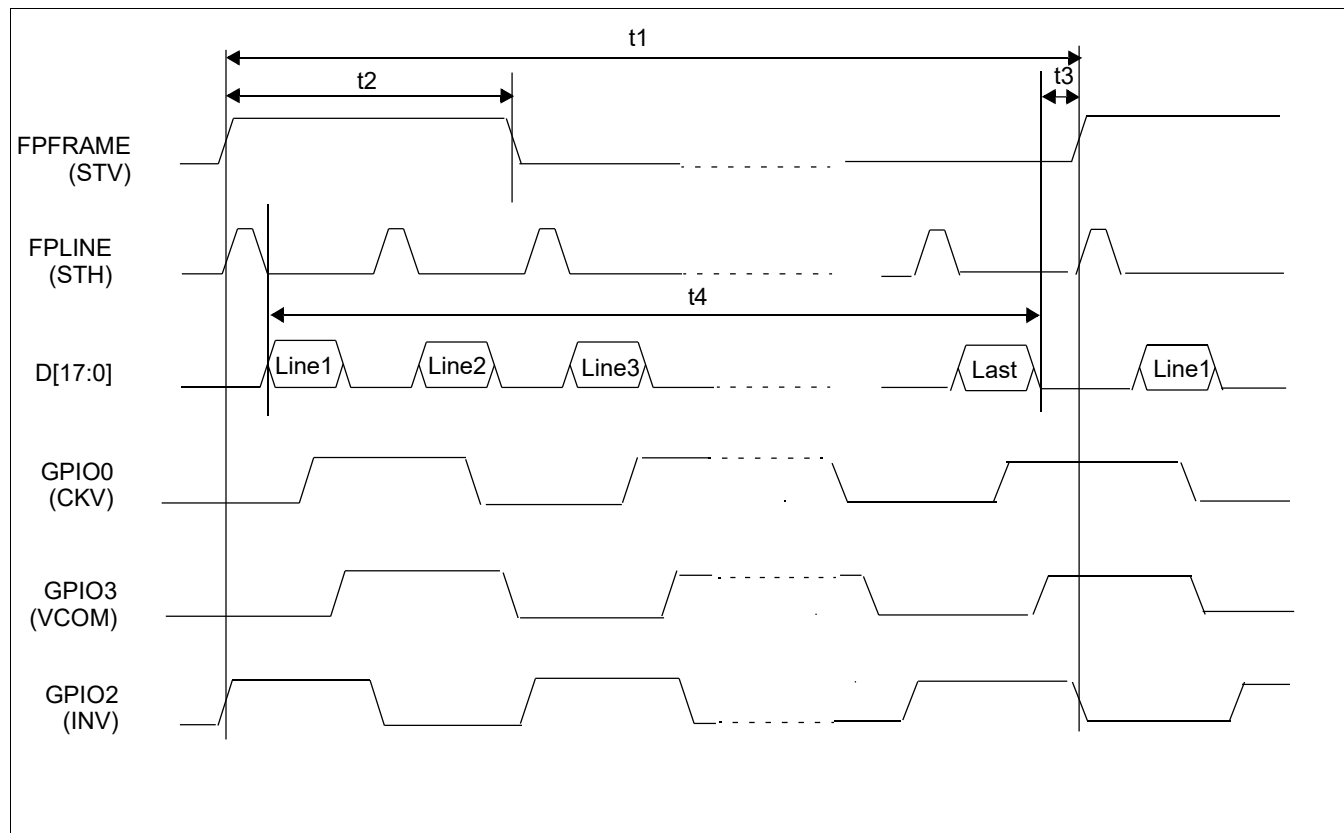 t1
t2
t3
FPFRAME
(STV)
FPLINE
(STH)
t4
D[17:0]
Line1
Line2
Line3
Last
Line1
GPIO0
(CKV)
GPIO3
(VCOM)
GPIO2
(INV)